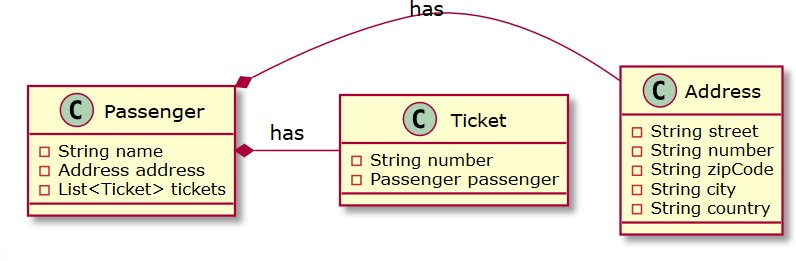 has
C Passenger
String name
Address address
List<Ticket> tickets
has
C Ticket
String number
Passenger passenger
C Address
String street
String number
String zipCode
String city
String country